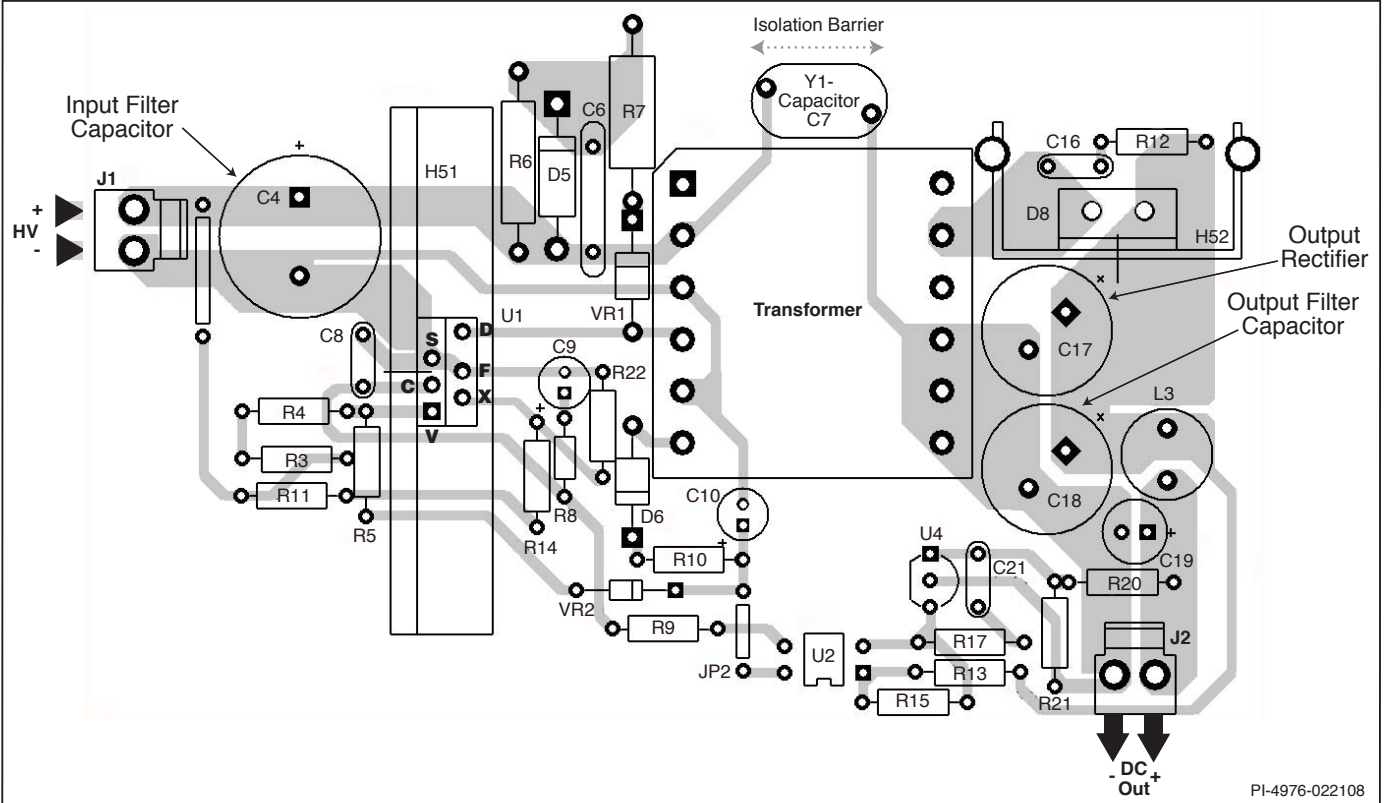 Isolation Barrier
Y1-
Capacitor
C7
Input Filter
Capacitor
+
J1
+
HV
-
C4
H51
R6
D5
C6
R7
C16
R12
D8
H52
Output
Rectifier
Output Filter
Capacitor
Transformer
VR1
U1
D
S
F
C
X
V
C8
C9
R22
C17
x
L3
R4
R3
R11
R5
+
R14
R8
D6
C10
+
R10
VR2
R9
JP2
U2
x
C18
U4
C21
+
C19
R20
R17
R13
R15
R21
J2
- DC +
Out
PI-4976-022108